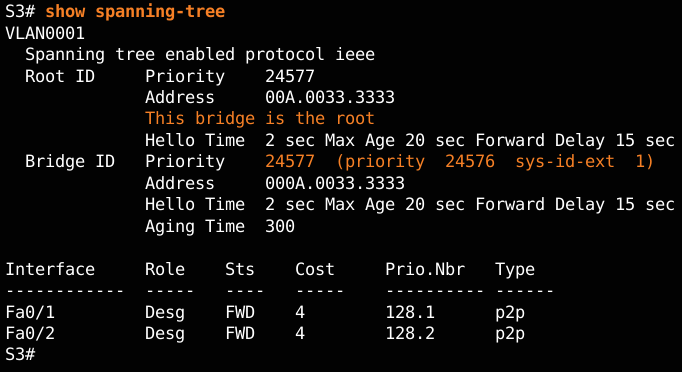 S3# show spanning-tree
VLAN0001
Spanning tree enabled protocol ieee
Root ID Priority 24577
Address 00A.0033.3333
This bridge is the root
Hello Time 2 sec Max Age 20 sec Forward Delay 15 sec
Bridge ID Priority 24577 (priority 24576 sys-id-ext 1)
Address 000A.0033.3333
Hello Time 2 sec Max Age 20 sec Forward Delay 15 sec
Aging Time 300
Interface Role Sts Cost Prio.Nbr Type
------------ ----- ---- ----- ---------- ------
Fa0/1 Desg FWD 4 128.1 p2p
Fa0/2 Desg FWD 4 128.2 p2p
S3#